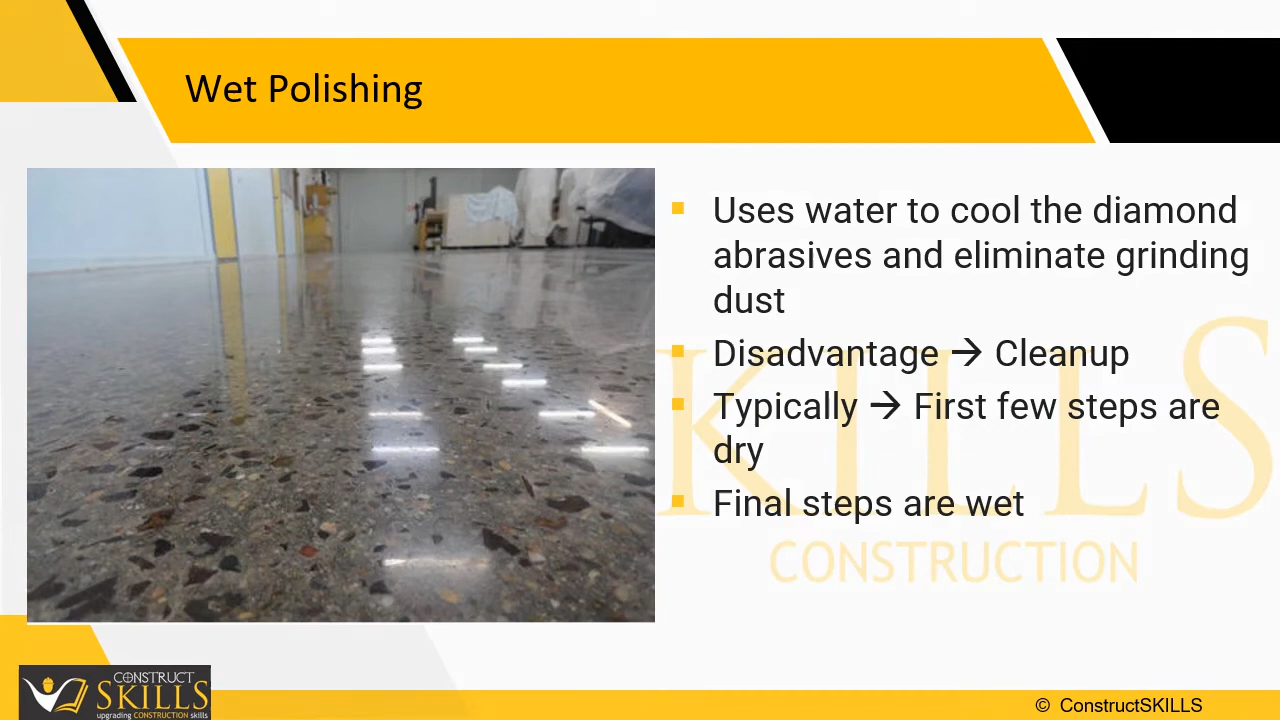 Wet Polishing
Uses water to cool the diamond
abrasives and eliminate grinding
dust
Disadvantage → Cleanup
Typically → First few steps are
dry
Final steps are wet
SKILLS
CONSTRUCTION
CONSTRUCT
SKILLS
upgrading CONSTRUCTION skills
© ConstructSKILLS